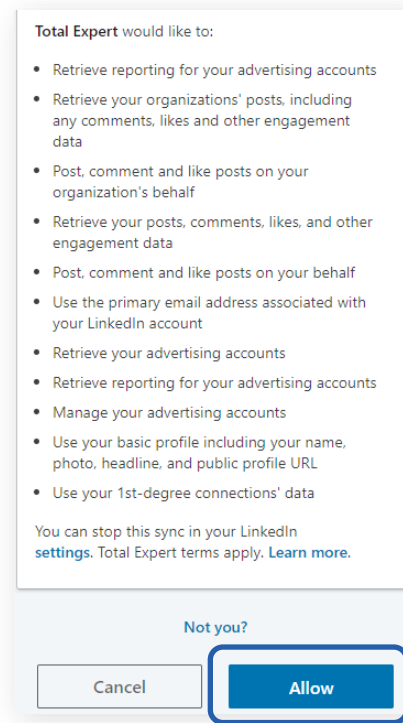 Total Expert would like to:
• Retrieve reporting for your advertising accounts
• Retrieve your organizations' posts, including
any comments, likes and other engagement
data
• Post, comment and like posts on your
organization's behalf
• Retrieve your posts, comments, likes, and other
engagement data
• Post, comment and like posts on your behalf
• Use the primary email address associated with
your LinkedIn account
• Retrieve your advertising accounts
• Retrieve reporting for your advertising accounts
• Manage your advertising accounts
• Use your basic profile including your name,
photo, headline, and public profile URL
• Use your 1st-degree connections' data
You can stop this sync in your LinkedIn
settings. Total Expert terms apply. Learn more.
Not you?
Cancel
Allow